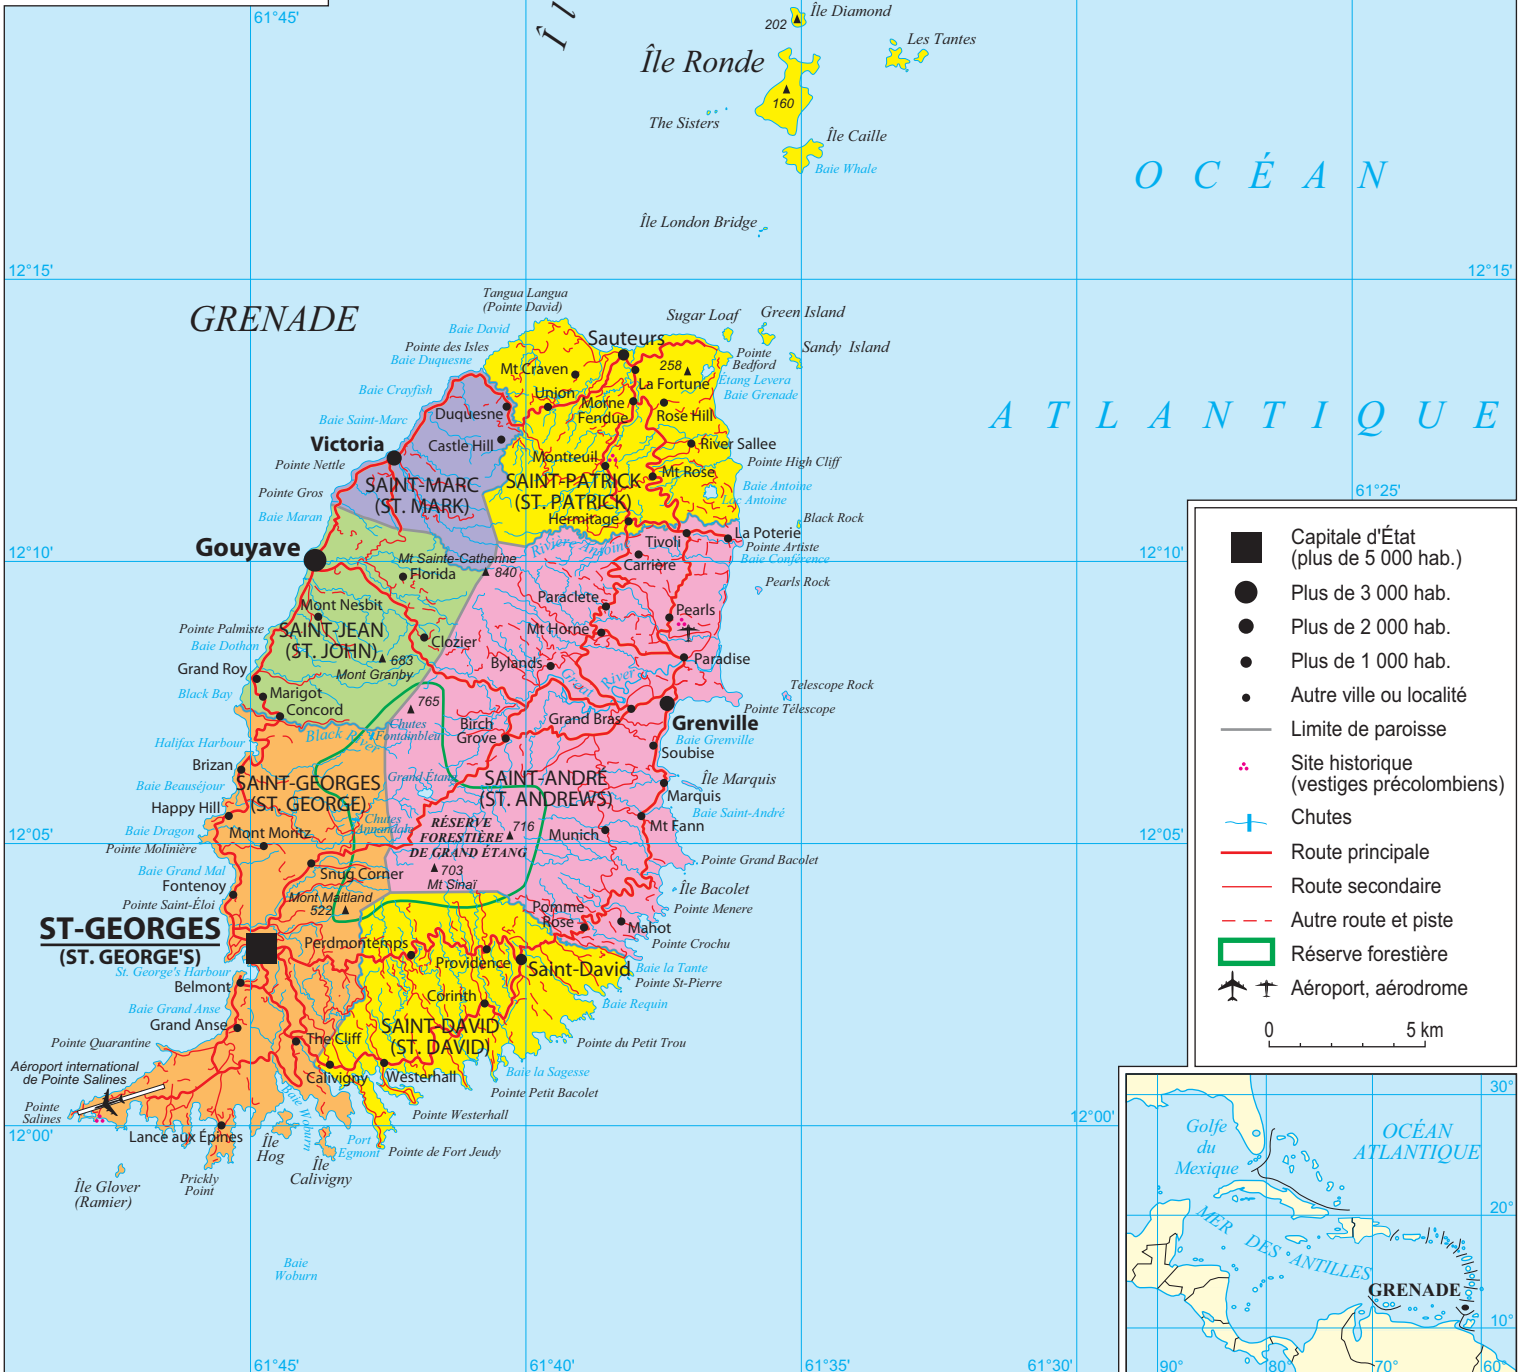 61°45'
Îl
202
Île Diamond
Les Tantes
Île Ronde
160
The Sisters
Île Caille
Baie Whale
OCÉAN
Île London Bridge
12°15'
12°15'
GRENADE
Tangua Langua
(Pointe David)
Baie David
Sauteurs
Sugar Loaf
Green Island
Sandy Island
Pointe des Isles
Baie Duquesne
Pointe
Bedford
Mt Craven
258
La Fortune
Étang Levera
Baie Grenade
Baie Crayfish
Union
Morne
Fendue
Rose Hill
ATLANTIQUE
Baie Saint-Marc
Duquesne
Victoria
Castle Hill
River Sallee
Pointe Nettle
Montreuil
Mt Rose
Pointe High Cliff
SAINT-MARC
(ST. MARK)
SAINT-PATRICK
(ST. PATRICK)
Baie Antoine
Lac Antoine
Pointe Gros
Baie Maran
61°25'
Hermitage
Black Rock
Tivoli
La Poterie
Pointe Artiste
Baie Conférence
Gouyave
Rivière Antoine
Carriere
12°10'
12°10'
Mt Sainte-Catherine
840
Florida
Pearls Rock
Paraclete
Pearls
Mont Nesbit
Mt Horne
Pointe Palmiste
SAINT-JEAN
(ST. JOHN)
Clozier
Baie Dothan
683
Mont Granby
Bylands
Paradise
Grand Roy
Great River
Telescope Rock
Black Bay
Marigot
Concord
765
Pointe Télescope
Grand Bras
Grenville
Chutes
Fontainblein
Birch
Grove
Black River
Baie Grenville
Halifax Harbour
Soubise
Brizan
Grand Étang
SAINT-ANDRÉ
(ST. ANDREWS)
Île Marquis
SAINT-GEORGES
(ST. GEORGE)
Baie Beauséjour
Marquis
Happy Hill
Baie Saint-André
Chutes
Annandale
RÉSERVE
FORESTIÈRE
DE GRAND ÉTANG
716
Munich
Mt Fann
Baie Dragon
Mont Moritz
12°05'
12°05'
Pointe Molinière
Pointe Grand Bacolet
Baie Grand Mal
Snug Corner
703
Mt Sinaï
Fontenoy
Île Bacolet
Mont Maitland
522
Pointe Saint-Éloi
Pomme
Rose
Pointe Menere
Mahot
ST-GEORGES
(ST. GEORGE'S)
Pointe Crochu
Perdmontemps
Providence
Saint-David
Baie la Tante
Pointe St-Pierre
St. George's Harbour
Belmont
Corinth
Baie Requin
Baie Grand Anse
Grand Anse
SAINT-DAVID
(ST. DAVID)
Pointe Quarantine
The Cliff
Pointe du Petit Trou
Aéroport international
de Pointe Salines
Calivigny
Westerhall
Baie la Sagesse
Pointe Petit Bacolet
Pointe
Salines
Baie Woburn
Pointe Westerhall
12°00'
12°00'
Lance aux Épines
Île
Hog
Port
Egmont
Pointe de Fort Jeudy
Île
Calivigny
Île Glover
(Ramier)
Prickly
Point
Baie
Woburn
61°45'
61°40'
61°35'
61°30'
Capitale d'État
(plus de 5 000 hab.)
Plus de 3 000 hab.
Plus de 2 000 hab.
Plus de 1 000 hab.
Autre ville ou localité
Limite de paroisse
Site historique
(vestiges précolombiens)
Chutes
Route principale
Route secondaire
Autre route et piste
Réserve forestière
Aéroport, aérodrome
0 5 km
30°
Golfe
du
Mexique
OCÉAN
ATLANTIQUE
20°
MER DES ANTILLES
GRENADE
10°
90° 80° 70° 60°